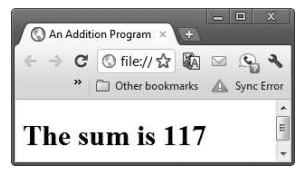 An Addition Program
file://
» Other bookmarks Sync Error
The sum is 117